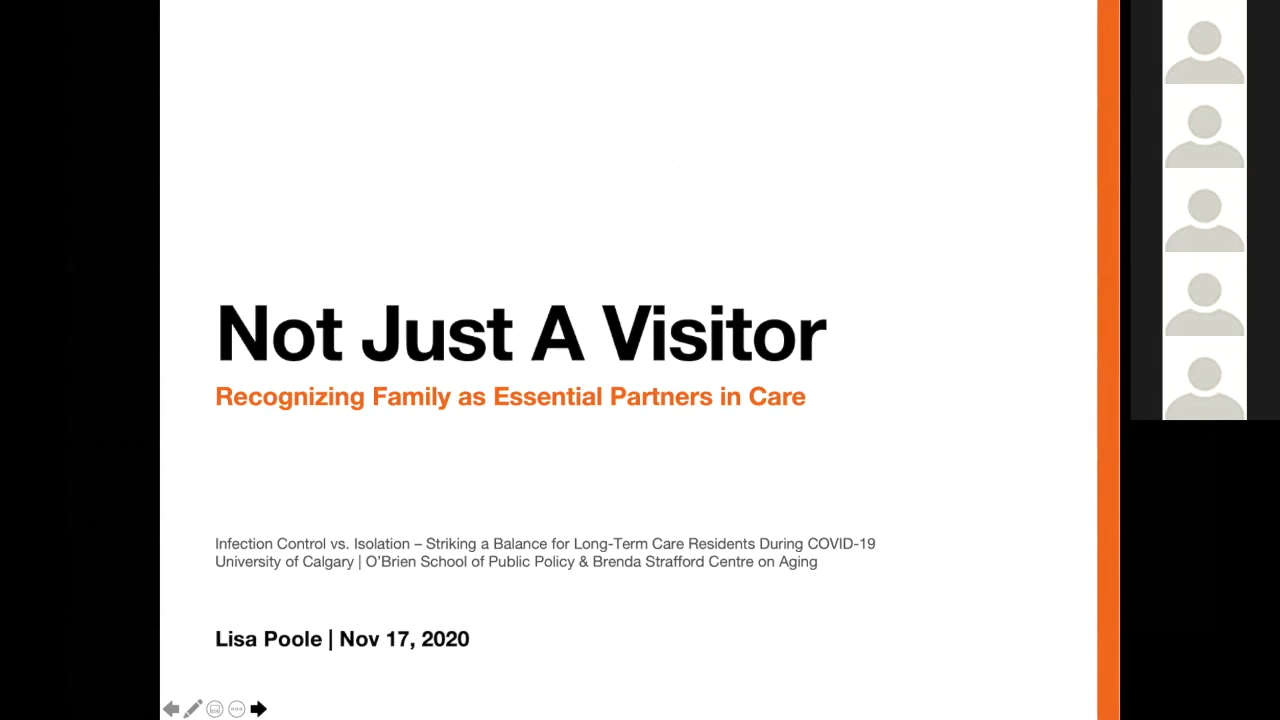 Not Just A Visitor
Recognizing Family as Essential Partners in Care
Infection Control vs. Isolation – Striking a Balance for Long-Term Care Residents During COVID-19
University of Calgary | O’Brien School of Public Policy & Brenda Strafford Centre on Aging
Lisa Poole | Nov 17, 2020